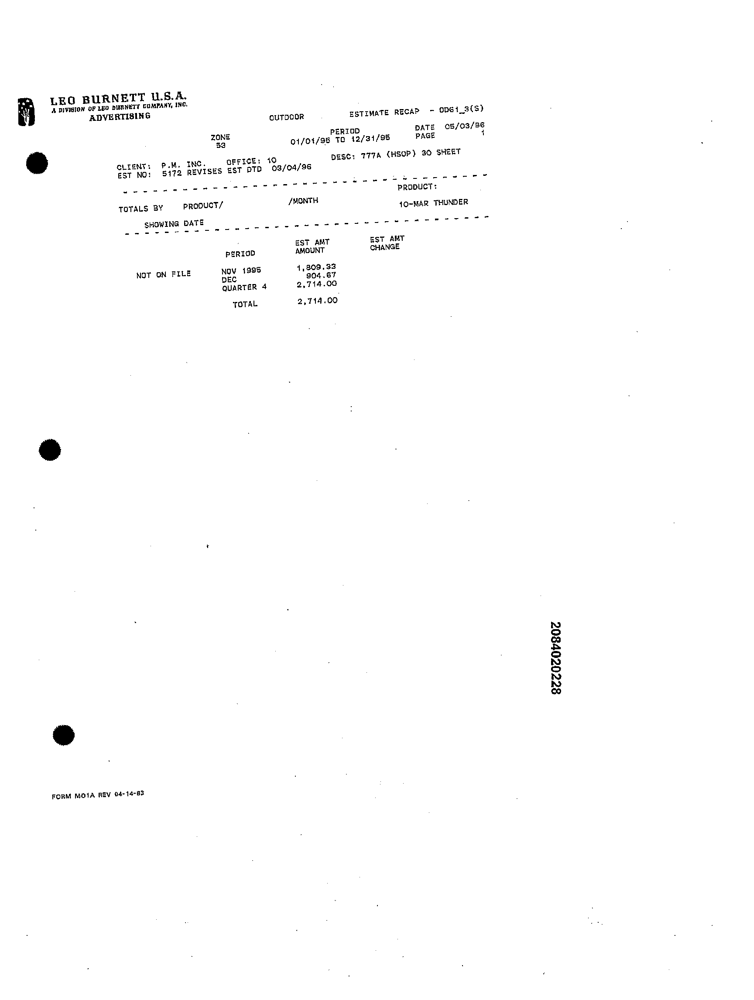 LEO BURNETT U.S.A.
A DIVISION OF LEO BURNETT COMPANY, INC.
ADVERTISING
OUTDOOR ESTIMATE RECAP - OD61_3(S)
ZONE PERIOD DATE 05/03/96
53 01/01/95 TO 12/31/95 PAGE 1
CLIENT: P.M. INC. OFFICE: 10 DESC: 777A (HSOP) 30 SHEET
EST NO: 5172 REVISES EST DTD 03/04/96
PRODUCT:
TOTALS BY PRODUCT/ /MONTH 10-MAR THUNDER
SHOWING DATE
EST AMT EST AMT
PERIOD AMOUNT CHANGE
NOT ON FILE NOV 1995 1,809.33
DEC 904.67
QUARTER 4 2,714.00
TOTAL 2,714.00
2084020228
FORM MO1A REV 04-14-83